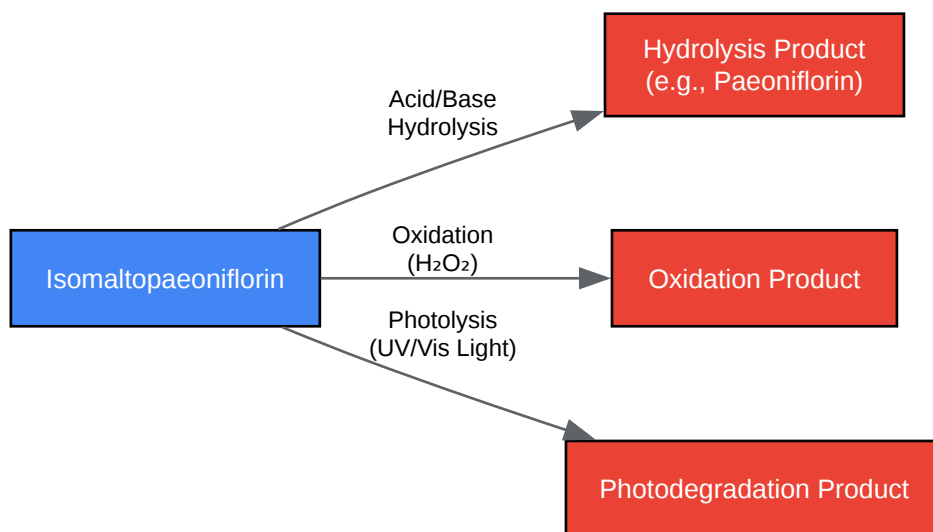 Hydrolysis Product
(e.g., Paeoniflorin)
Acid/Base
Hydrolysis
Isomaltopaeoniflorin
Oxidation
(H₂O₂)
Oxidation Product
Photolysis
(UV/Vis Light)
Photodegradation Product